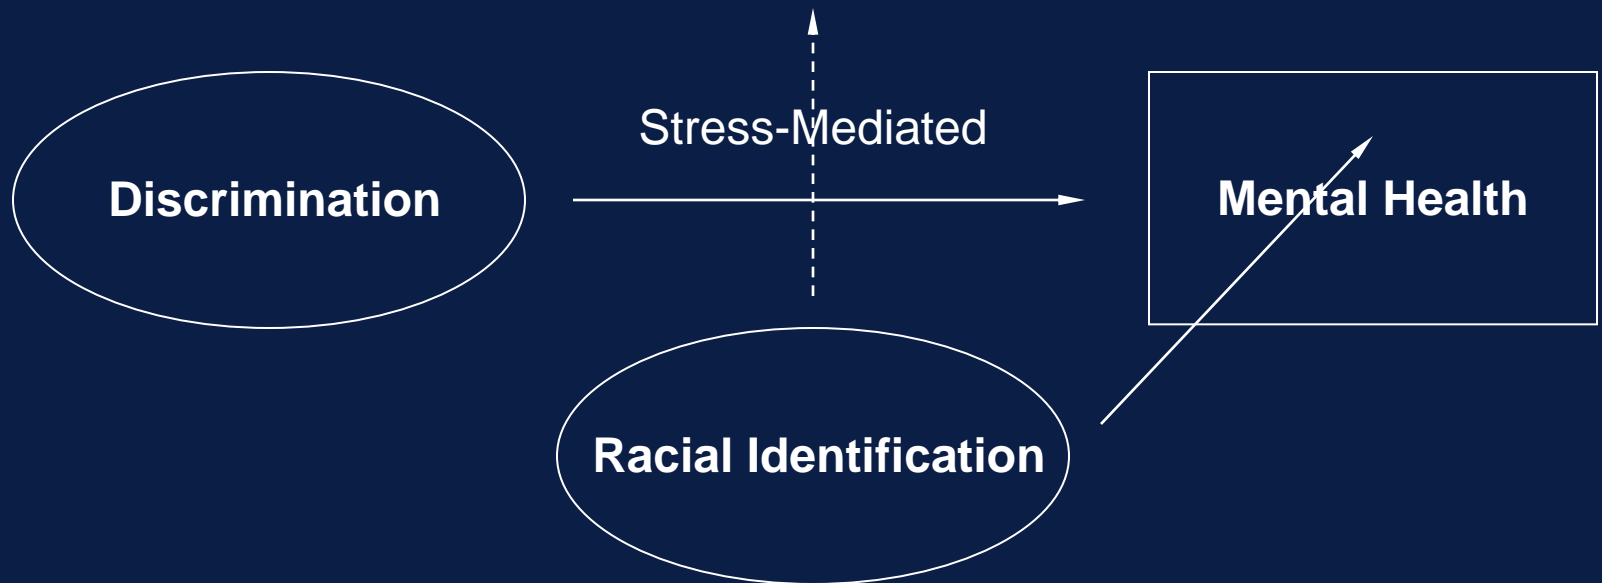 Stress-Mediated
Discrimination
Mental Health
Racial Identification